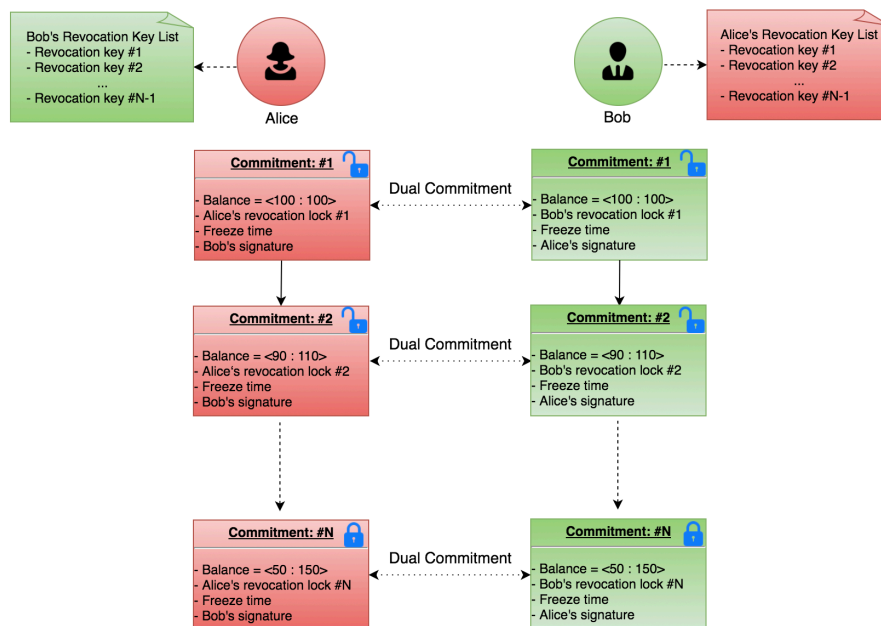 Bob's Revocation Key List
- Revocation key #1
- Revocation key #2
...
- Revocation key #N-1
Alice
Bob
Alice's Revocation Key List
- Revocation key #1
- Revocation key #2
...
- Revocation key #N-1
Commitment: #1
- Balance = <100 : 100>
- Alice's revocation lock #1
- Freeze time
- Bob's signature
Dual Commitment
Commitment: #1
- Balance = <100 : 100>
- Bob's revocation lock #1
- Freeze time
- Alice's signature
Commitment: #2
- Balance = <90 : 110>
- Alice's revocation lock #2
- Freeze time
- Bob's signature
Dual Commitment
Commitment: #2
- Balance = <90 : 110>
- Bob's revocation lock #2
- Freeze time
- Alice's signature
Commitment: #N
- Balance = <50 : 150>
- Alice's revocation lock #N
- Freeze time
- Bob's signature
Dual Commitment
Commitment: #N
- Balance = <50 : 150>
- Bob's revocation lock #N
- Freeze time
- Alice's signature